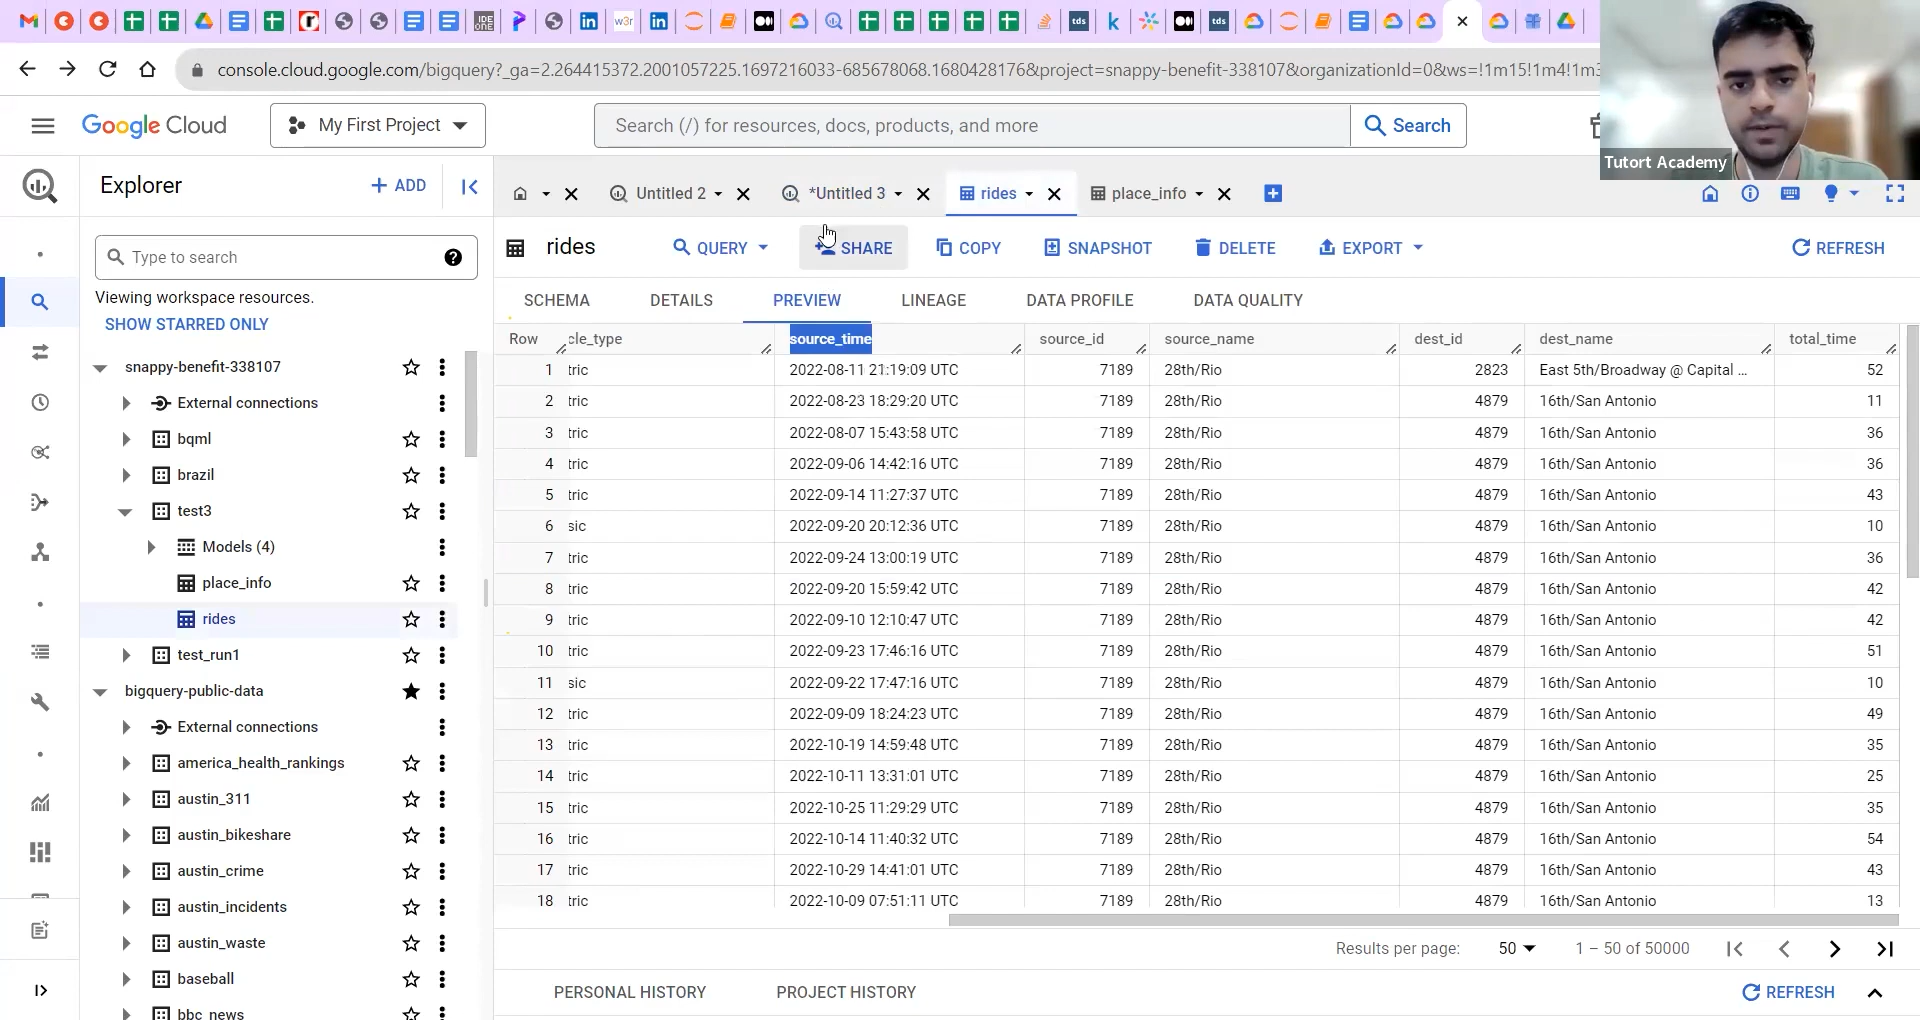 console.cloud.google.com/bigquery?_ga=2.264415372.2001057225.1697216033-685678068.1680428176&project=snappy-benefit-338107&organizationId=0&ws=!1m15!1m4!1m3
Google Cloud
My First Project
Search (/) for resources, docs, products, and more
Search
Tutort Academy
Explorer
+ ADD
Untitled 2
*Untitled 3
rides
place_info
Type to search
Viewing workspace resources.
SHOW STARRED ONLY
snappy-benefit-338107
External connections
bqml
brazil
test3
Models (4)
place_info
rides
test_run1
bigquery-public-data
External connections
america_health_rankings
austin_311
austin_bikeshare
austin_crime
austin_incidents
austin_waste
baseball
bbc_news
rides
QUERY
SHARE
COPY
SNAPSHOT
DELETE
EXPORT
REFRESH
SCHEMA DETAILS PREVIEW LINEAGE DATA PROFILE DATA QUALITY
Row cle_type source_time source_id source_name dest_id dest_name total_time
1 tric 2022-08-11 21:19:09 UTC 7189 28th/Rio 2823 East 5th/Broadway @ Capital ... 52
2 tric 2022-08-23 18:29:20 UTC 7189 28th/Rio 4879 16th/San Antonio 11
3 tric 2022-08-07 15:43:58 UTC 7189 28th/Rio 4879 16th/San Antonio 36
4 tric 2022-09-06 14:42:16 UTC 7189 28th/Rio 4879 16th/San Antonio 36
5 tric 2022-09-14 11:27:37 UTC 7189 28th/Rio 4879 16th/San Antonio 43
6 sic 2022-09-20 20:12:36 UTC 7189 28th/Rio 4879 16th/San Antonio 10
7 tric 2022-09-24 13:00:19 UTC 7189 28th/Rio 4879 16th/San Antonio 36
8 tric 2022-09-20 15:59:42 UTC 7189 28th/Rio 4879 16th/San Antonio 42
9 tric 2022-09-10 12:10:47 UTC 7189 28th/Rio 4879 16th/San Antonio 42
10 tric 2022-09-23 17:46:16 UTC 7189 28th/Rio 4879 16th/San Antonio 51
11 sic 2022-09-22 17:47:16 UTC 7189 28th/Rio 4879 16th/San Antonio 10
12 tric 2022-09-09 18:24:23 UTC 7189 28th/Rio 4879 16th/San Antonio 49
13 tric 2022-10-19 14:59:48 UTC 7189 28th/Rio 4879 16th/San Antonio 35
14 tric 2022-10-11 13:31:01 UTC 7189 28th/Rio 4879 16th/San Antonio 25
15 tric 2022-10-25 11:29:29 UTC 7189 28th/Rio 4879 16th/San Antonio 35
16 tric 2022-10-14 11:40:32 UTC 7189 28th/Rio 4879 16th/San Antonio 54
17 tric 2022-10-29 14:41:01 UTC 7189 28th/Rio 4879 16th/San Antonio 43
18 tric 2022-10-09 07:51:11 UTC 7189 28th/Rio 4879 16th/San Antonio 13
Results per page: 50 1 – 50 of 50000
PERSONAL HISTORY PROJECT HISTORY REFRESH